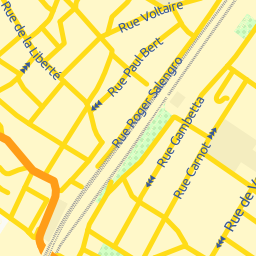 Rue Voltaire
Rue de la Liberté
Rue Paul Bert
Rue Roger Salengro
Rue Gambetta
Rue Carnot
Rue de V